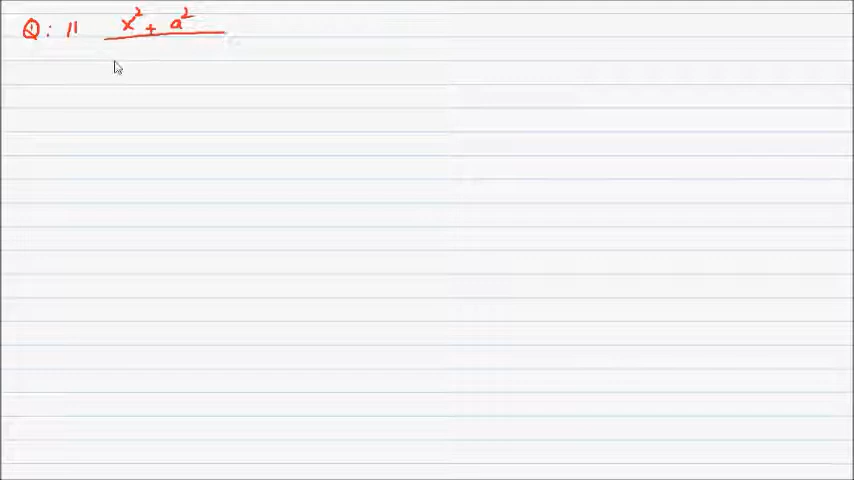 Q: 11 x² + a²